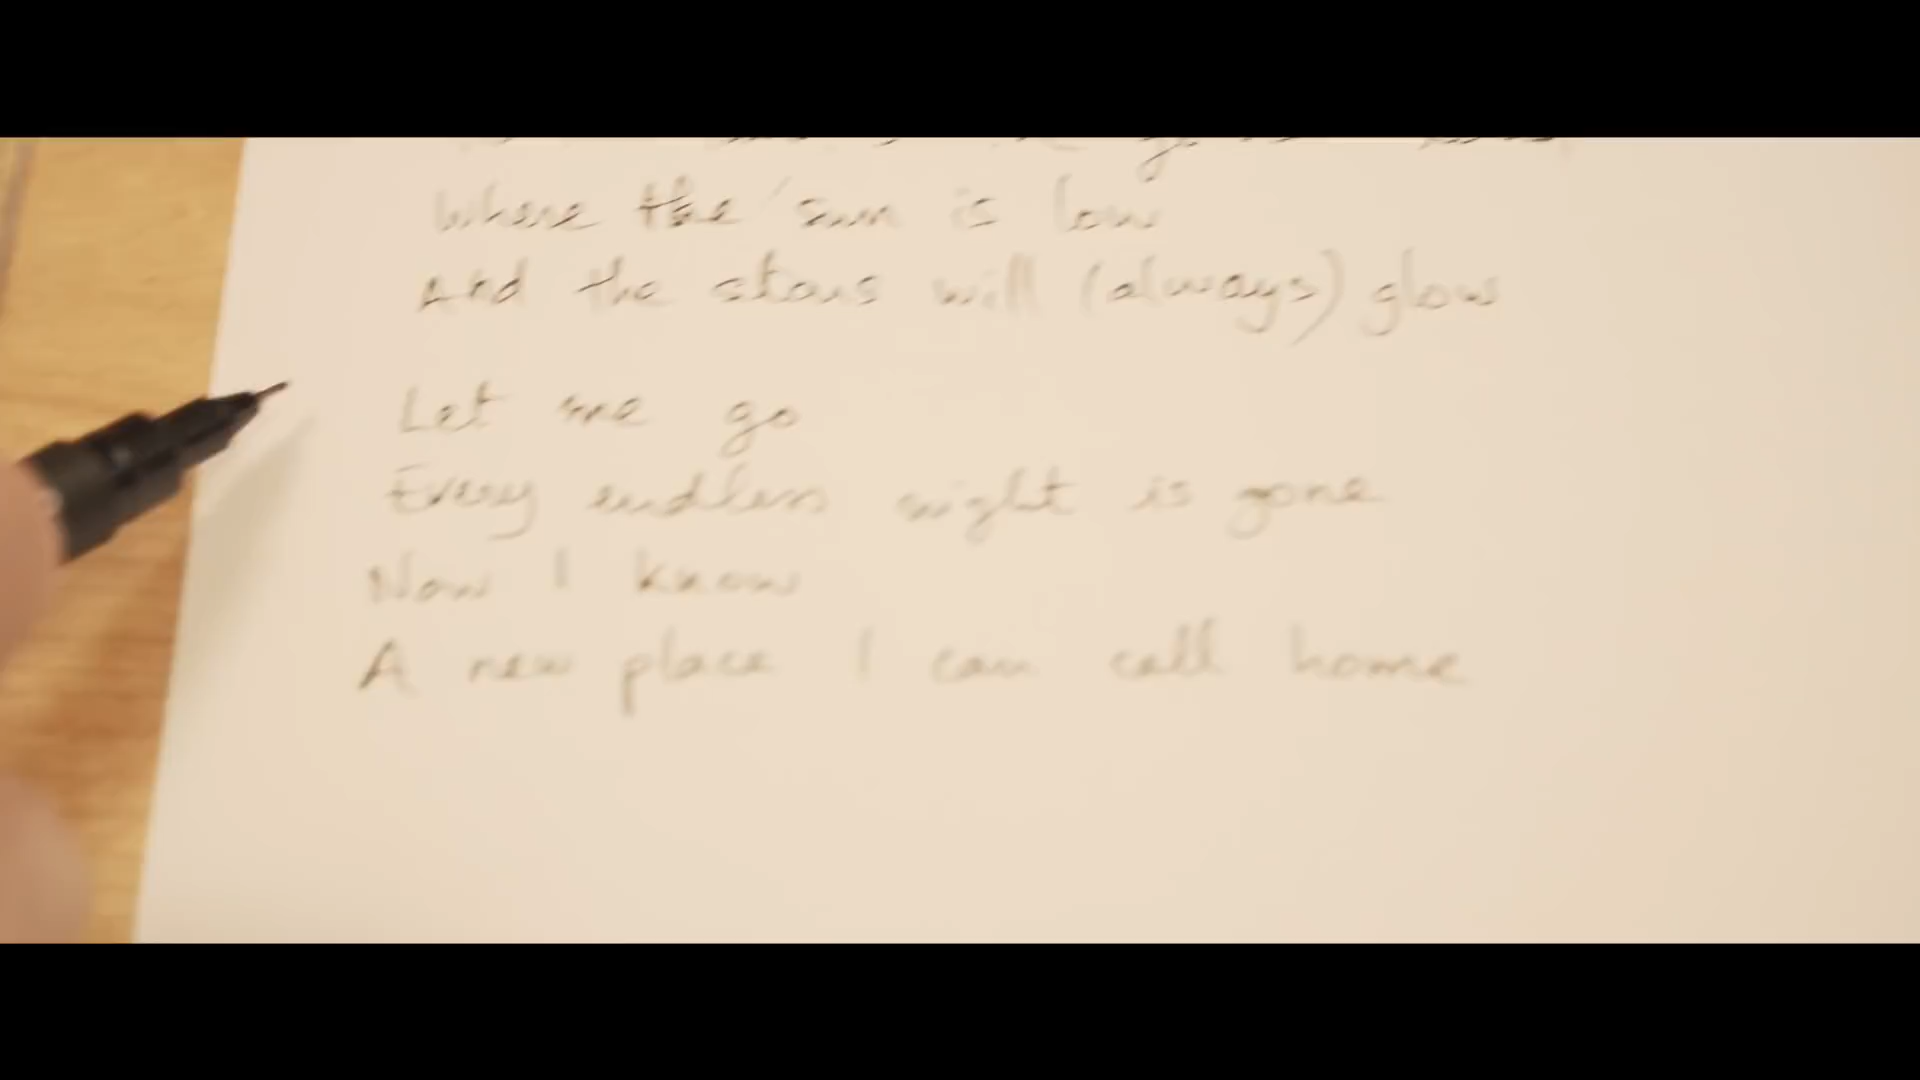 Where the sun is low
And the stars will (always) glow
Let me go
Every endless night is gone
Now I know
A new place I can call home